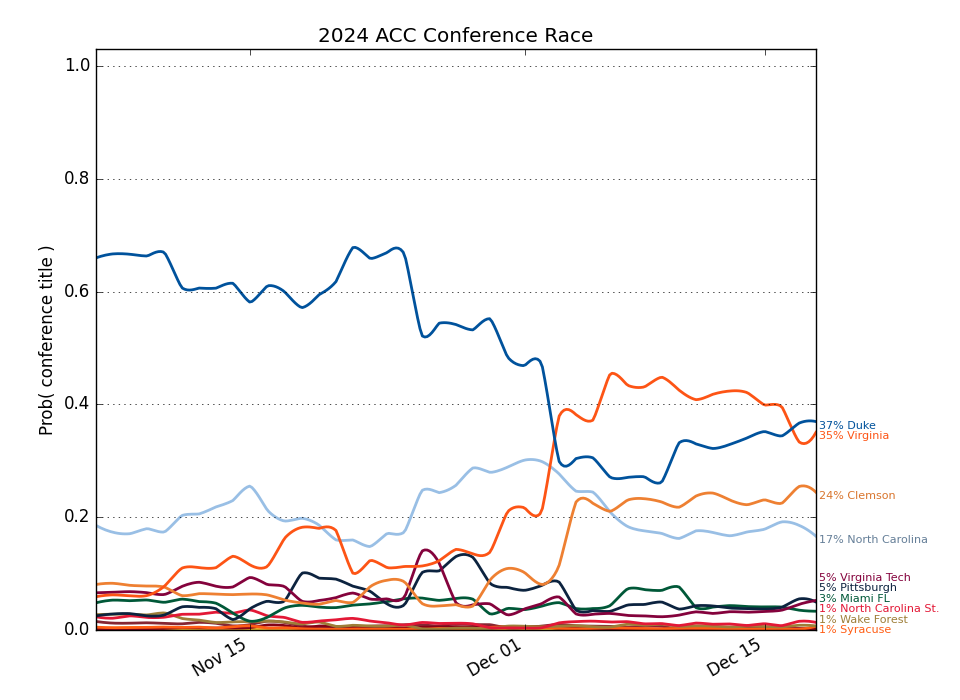 2024 ACC Conference Race
Prob( conference title )
1.0
0.8
0.6
0.4
0.2
0.0
Nov 15
Dec 01
Dec 15
37% Duke
35% Virginia
24% Clemson
17% North Carolina
5% Virginia Tech
5% Pittsburgh
3% Miami FL
1% North Carolina St.
1% Wake Forest
1% Syracuse